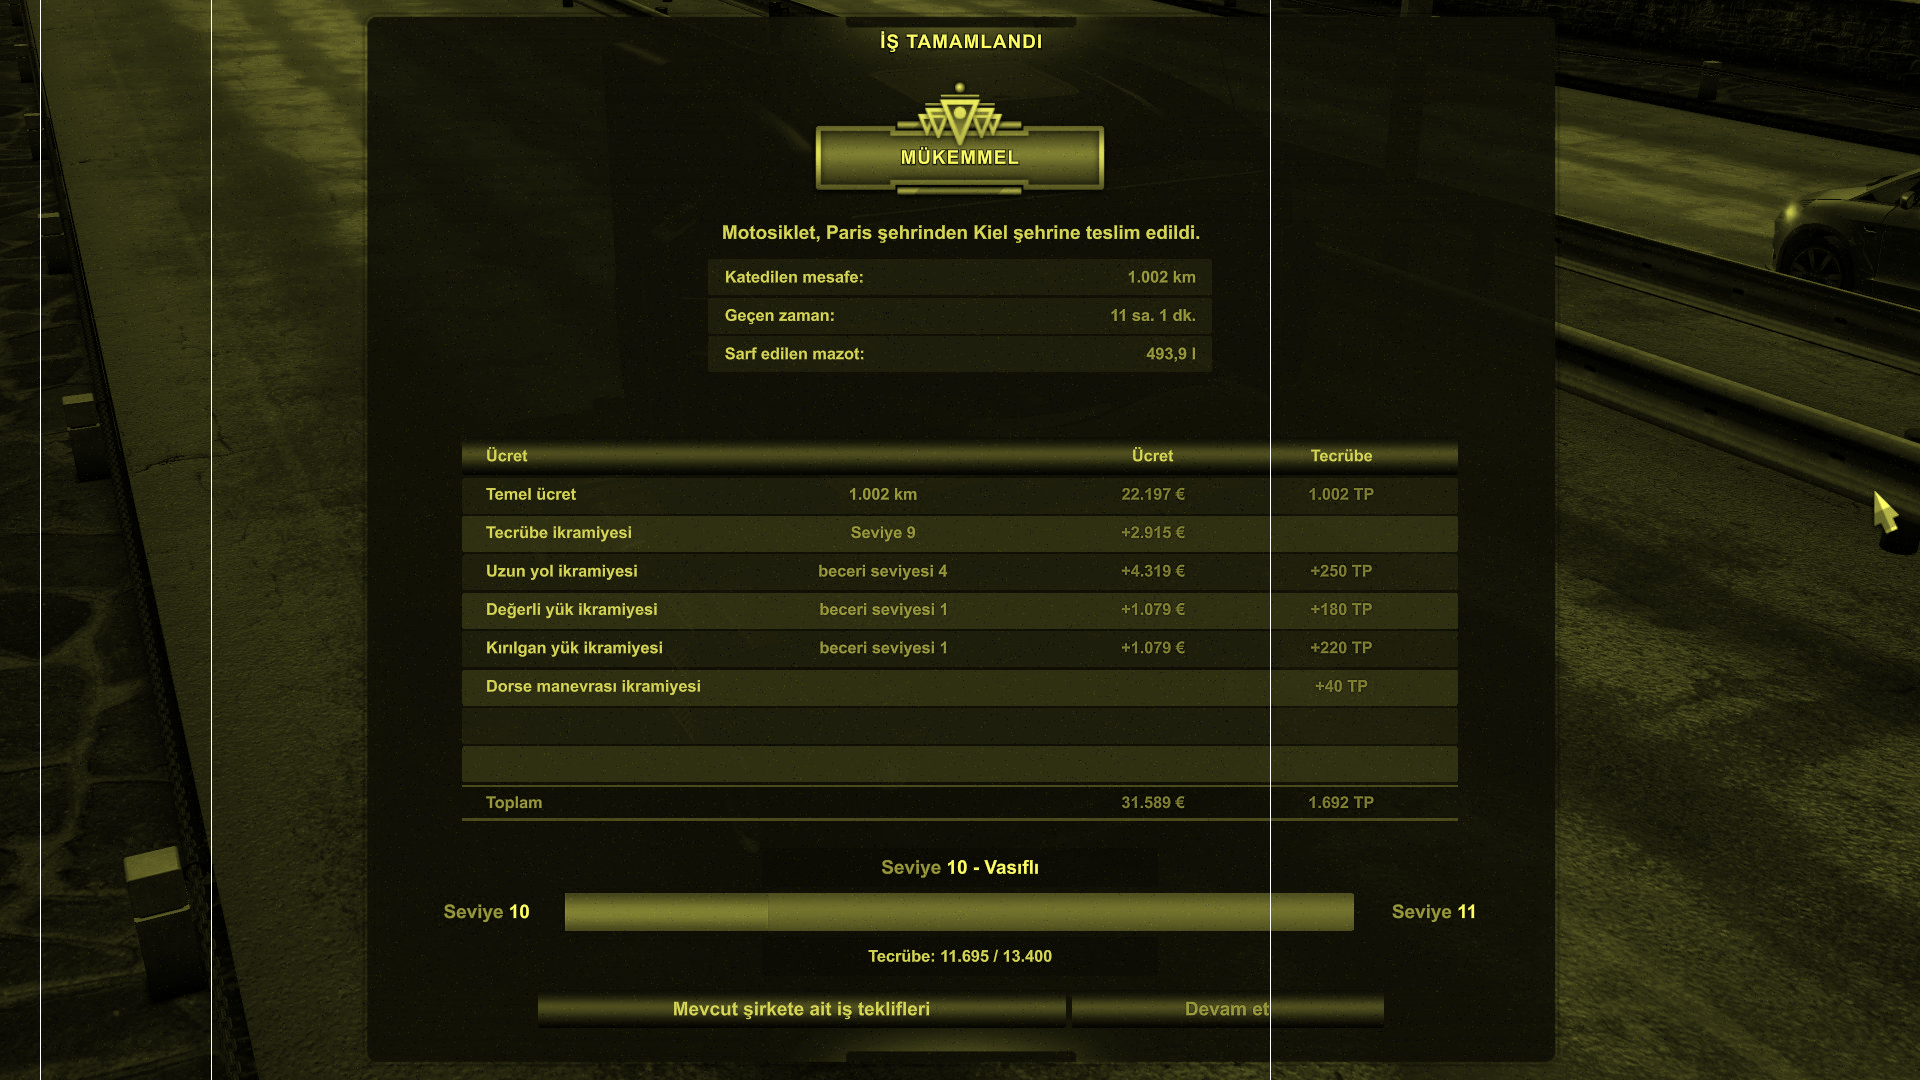 İŞ TAMAMLANDI
MÜKEMMEL
Motosiklet, Paris şehrinden Kiel şehrine teslim edildi.
Katedilen mesafe: 1.002 km
Geçen zaman: 11 sa. 1 dk.
Sarf edilen mazot: 493,9 l
Ücret Ücret Tecrübe
Temel ücret 1.002 km 22.197 € 1.002 TP
Tecrübe ikramiyesi Seviye 9 +2.915 €
Uzun yol ikramiyesi beceri seviyesi 4 +4.319 € +250 TP
Değerli yük ikramiyesi beceri seviyesi 1 +1.079 € +180 TP
Kırılgan yük ikramiyesi beceri seviyesi 1 +1.079 € +220 TP
Dorse manevrası ikramiyesi +40 TP
Toplam 31.589 € 1.692 TP
Seviye 10 - Vasıflı
Seviye 10 Seviye 11
Tecrübe: 11.695 / 13.400
Mevcut şirkete ait iş teklifleri Devam et